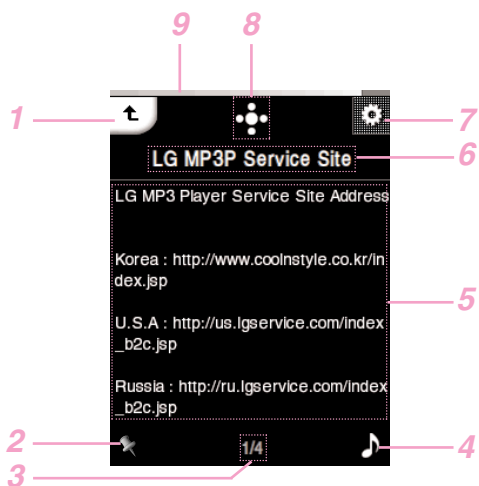 9
8
1
7
LG MP3P Service Site
6
LG MP3 Player Service Site Address
Korea : http://www.coolnstyle.co.kr/in
dex.jsp
5
U.S.A : http://us.lgservice.com/index
_b2c.jsp
Russia : http://ru.lgservice.com/index
_b2c.jsp
2
1/4
4
3